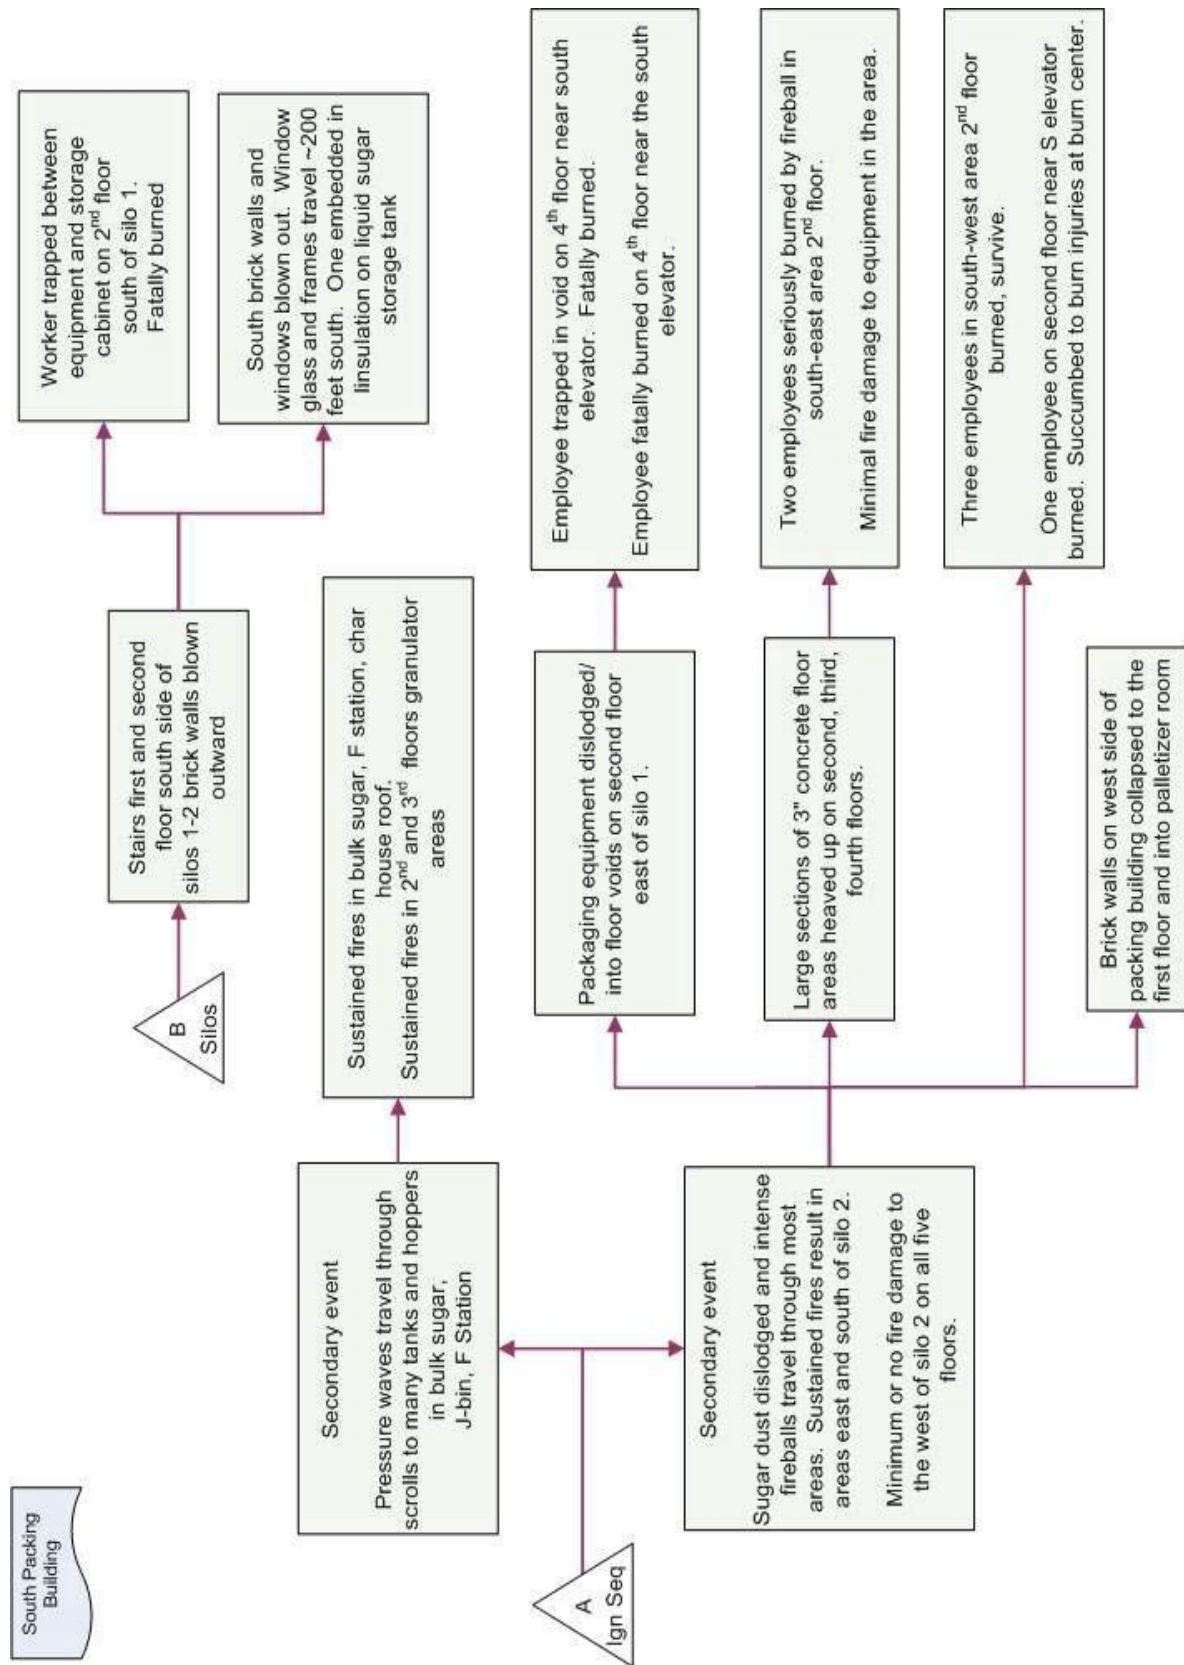 South Packing
Building
B
Silos
Stairs first and second
floor south side of
silos 1-2 brick walls blown
outward
Worker trapped between
equipment and storage
cabinet on 2nd floor
south of silo 1.
Fatally burned
South brick walls and
windows blown out. Window
glass and frames travel ~200
feet south. One embedded in
linsulation on liquid sugar
storage tank
A
Ign Seq
Secondary event
Pressure waves travel through
scrolls to many tanks and hoppers
in bulk sugar,
J-bin, F Station
Sustained fires in bulk sugar, F station, char
house roof.
Sustained fires in 2nd and 3rd floors granulator
areas
Secondary event
Sugar dust dislodged and intense
fireballs travel through most
areas. Sustained fires result in
areas east and south of silo 2.
Minimum or no fire damage to
the west of silo 2 on all five
floors.
Packaging equipment dislodged/
into floor voids on second floor
east of silo 1.
Employee trapped in void on 4th floor near south
elevator. Fatally burned.
Employee fatally burned on 4th floor near the south
elevator.
Large sections of 3" concrete floor
areas heaved up on second, third,
fourth floors.
Two employees seriously burned by fireball in
south-east area 2nd floor.
Minimal fire damage to equipment in the area.
Three employees in south-west area 2nd floor
burned, survive.
One employee on second floor near S elevator
burned. Succumbed to burn injuries at burn center.
Brick walls on west side of
packing building collapsed to the
first floor and into palletizer room